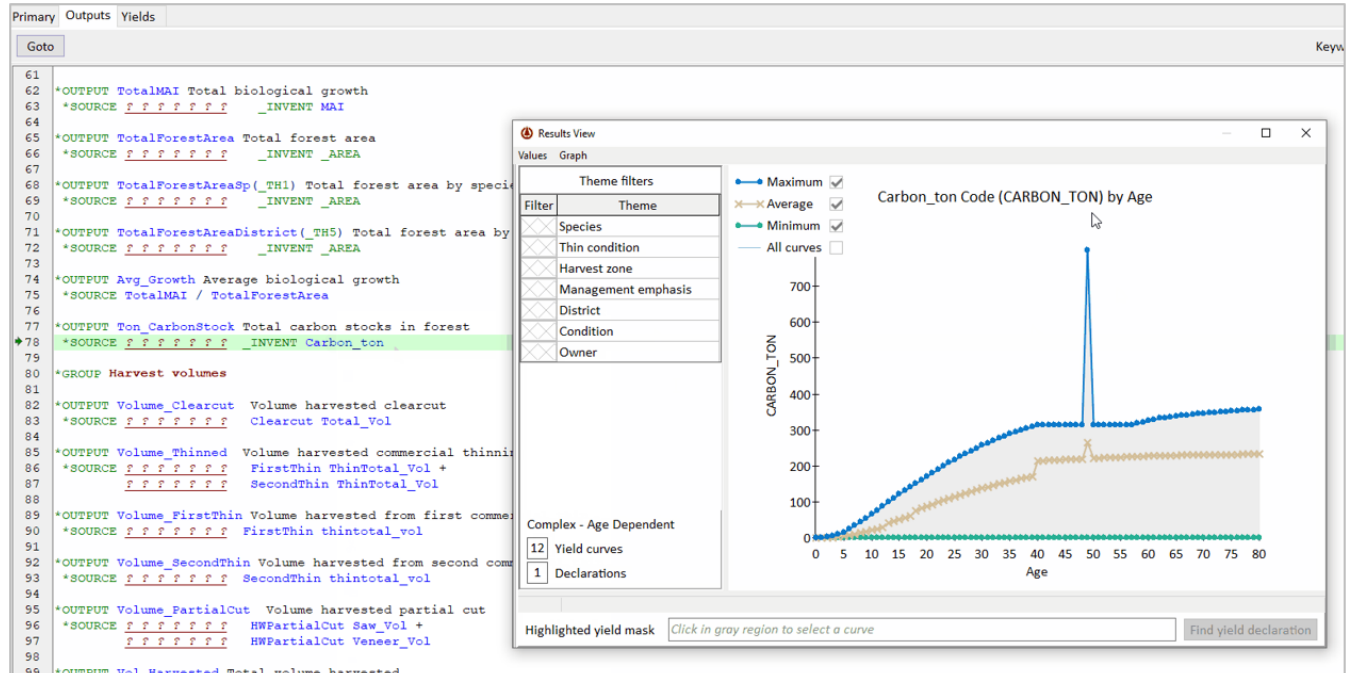 Primary Outputs Yields
Goto
Keyw
61
62 *OUTPUT TotalMAI Total biological growth
63 *SOURCE ? ? ? ? ? ? ? _INVENT MAI
64
65 *OUTPUT TotalForestArea Total forest area
66 *SOURCE ? ? ? ? ? ? ? _INVENT _AREA
67
68 *OUTPUT TotalForestAreaSp(_TH1) Total forest area by speci
69 *SOURCE ? ? ? ? ? ? ? _INVENT _AREA
70
71 *OUTPUT TotalForestAreaDistrict(_TH5) Total forest area by
72 *SOURCE ? ? ? ? ? ? ? _INVENT _AREA
73
74 *OUTPUT Avg_Growth Average biological growth
75 *SOURCE TotalMAI / TotalForestArea
76
77 *OUTPUT Ton_CarbonStock Total carbon stocks in forest
78 *SOURCE ? ? ? ? ? ? ? _INVENT Carbon_ton
79
80 *GROUP Harvest volumes
81
82 *OUTPUT Volume_Clearcut Volume harvested clearcut
83 *SOURCE ? ? ? ? ? ? ? Clearcut Total_Vol
84
85 *OUTPUT Volume_Thinned Volume harvested commercial thinni
86 *SOURCE ? ? ? ? ? ? ? FirstThin ThinTotal_Vol +
87 ? ? ? ? ? ? ? SecondThin ThinTotal_Vol
88
89 *OUTPUT Volume_FirstThin Volume harvested from first comme
90 *SOURCE ? ? ? ? ? ? ? FirstThin thintotal_vol
91
92 *OUTPUT Volume_SecondThin Volume harvested from second com
93 *SOURCE ? ? ? ? ? ? ? SecondThin thintotal_vol
94
95 *OUTPUT Volume_PartialCut Volume harvested partial cut
96 *SOURCE ? ? ? ? ? ? ? HWPartialCut Saw_Vol +
97 ? ? ? ? ? ? ? HWPartialCut Veneer_Vol
98
99 *OUTPUT Vol_Harvested Total volume harvested
Results View
Values Graph
Theme filters
Filter Theme
Species
Thin condition
Harvest zone
Management emphasis
District
Condition
Owner
Complex - Age Dependent
12 Yield curves
1 Declarations
Maximum
Average
Minimum
All curves
Carbon_ton Code (CARBON_TON) by Age
CARBON_TON
700
600
500
400
300
200
100
0
0 5 10 15 20 25 30 35 40 45 50 55 60 65 70 75 80
Age
Highlighted yield mask Click in gray region to select a curve Find yield declaration